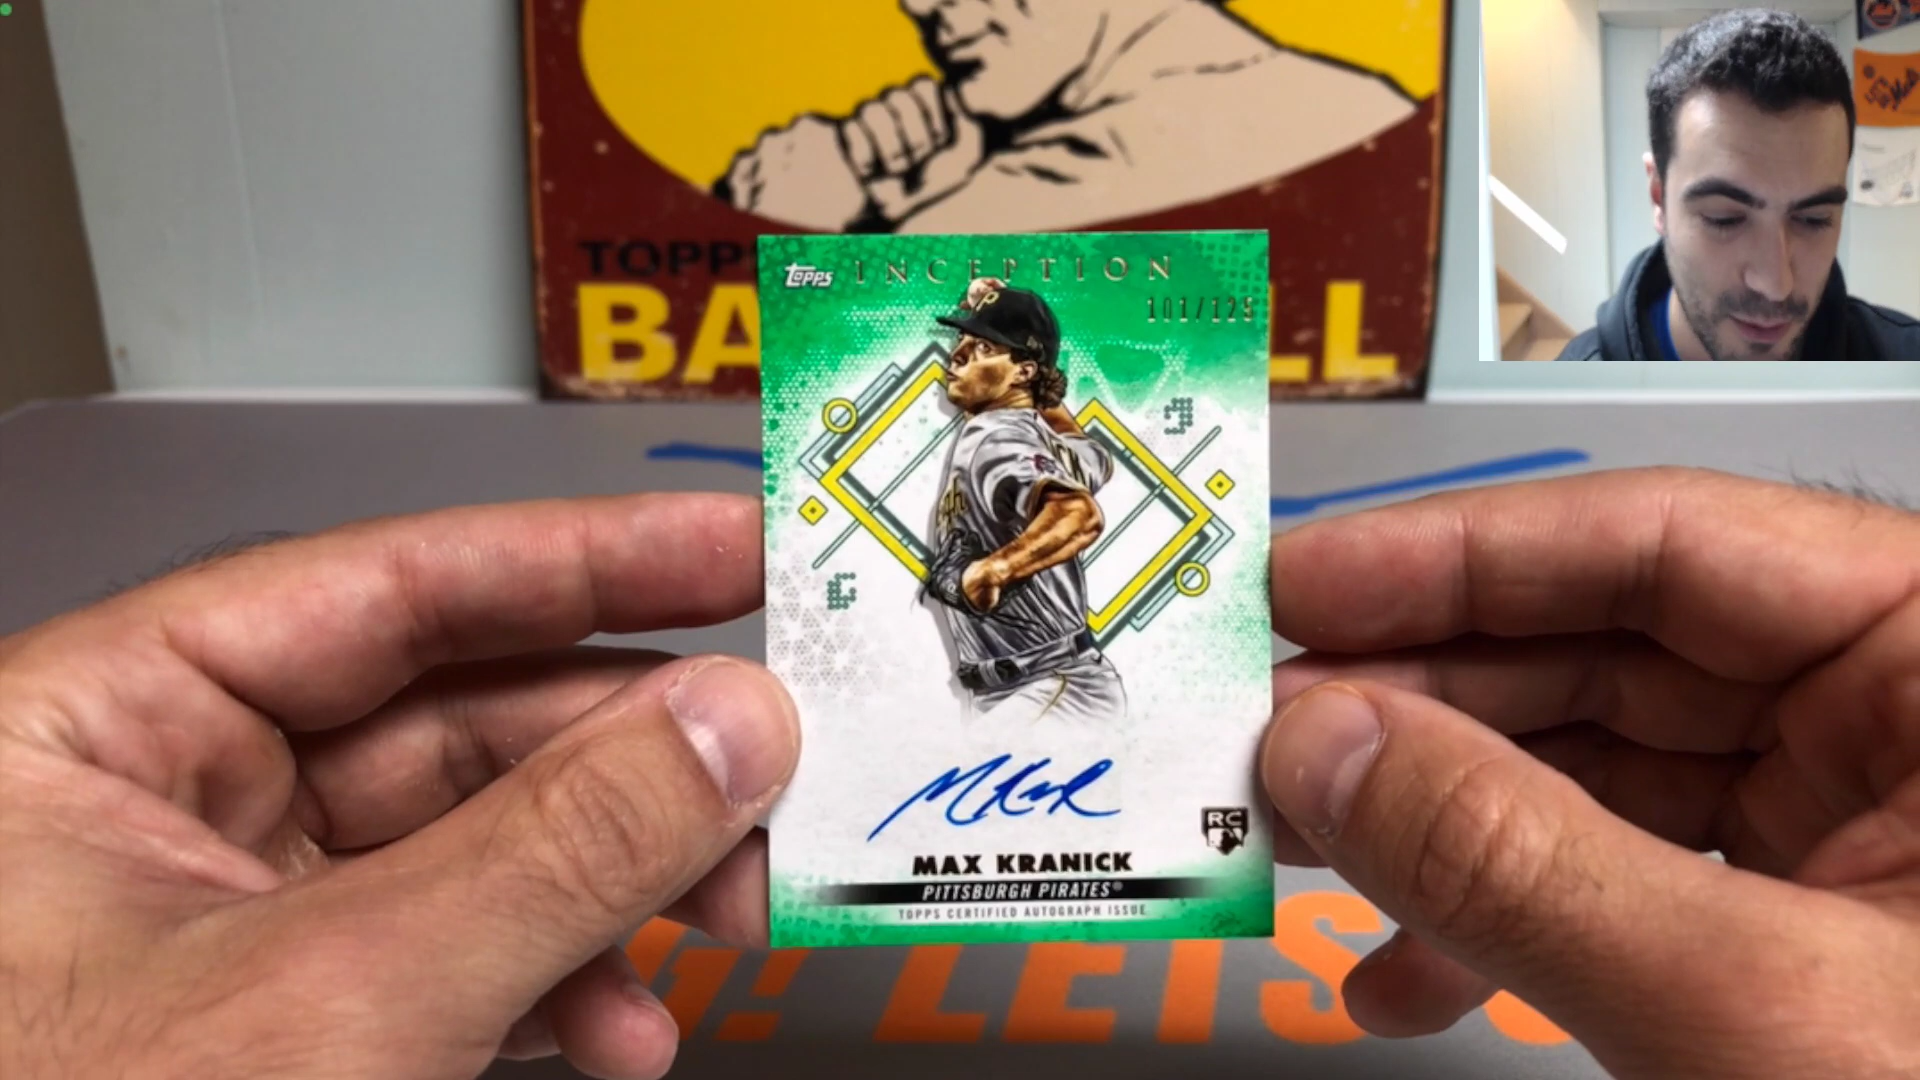 TOPPS
BA LL
Topps INCEPTION
101/125
P
MAX KRANICK
PITTSBURGH PIRATES®
TOPPS CERTIFIED AUTOGRAPH ISSUE
RC
G! LETS